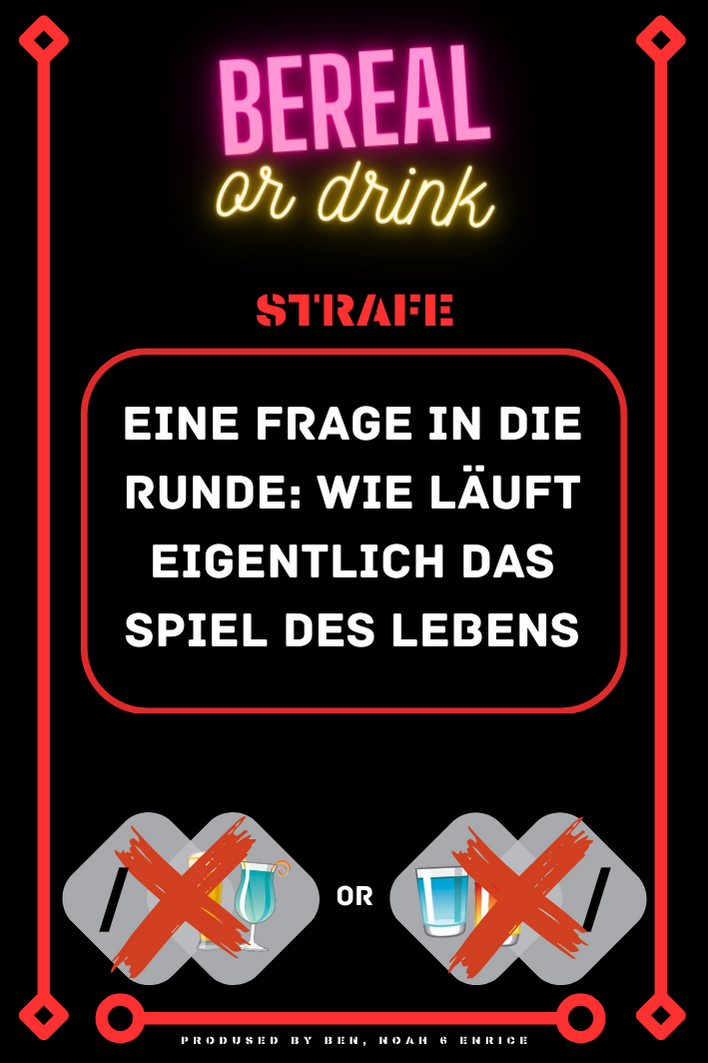 BEREAL
or drink
STRAFE
EINE FRAGE IN DIE
RUNDE: WIE LÄUFT
EIGENTLICH DAS
SPIEL DES LEBENS
/ OR /
PRODUSED BY BEN, NOAH & ENRICE